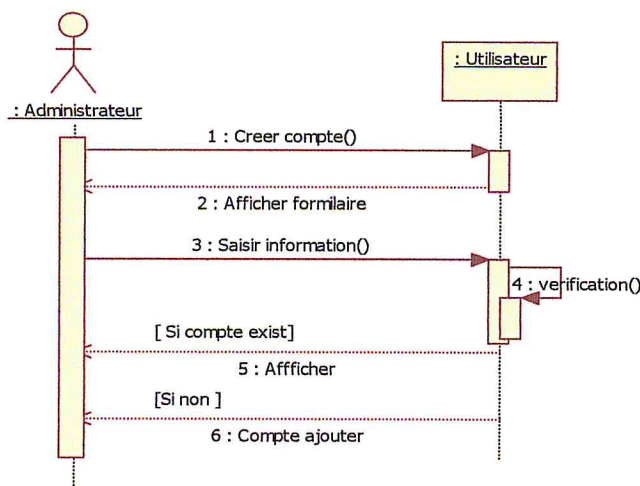 : Utilisateur
: Administrateur
1 : Creer compte()
2 : Afficher formilaire
3 : Saisir information()
4 : verification()
[ Si compte exist]
5 : Affficher
[Si non ]
6 : Compte ajouter